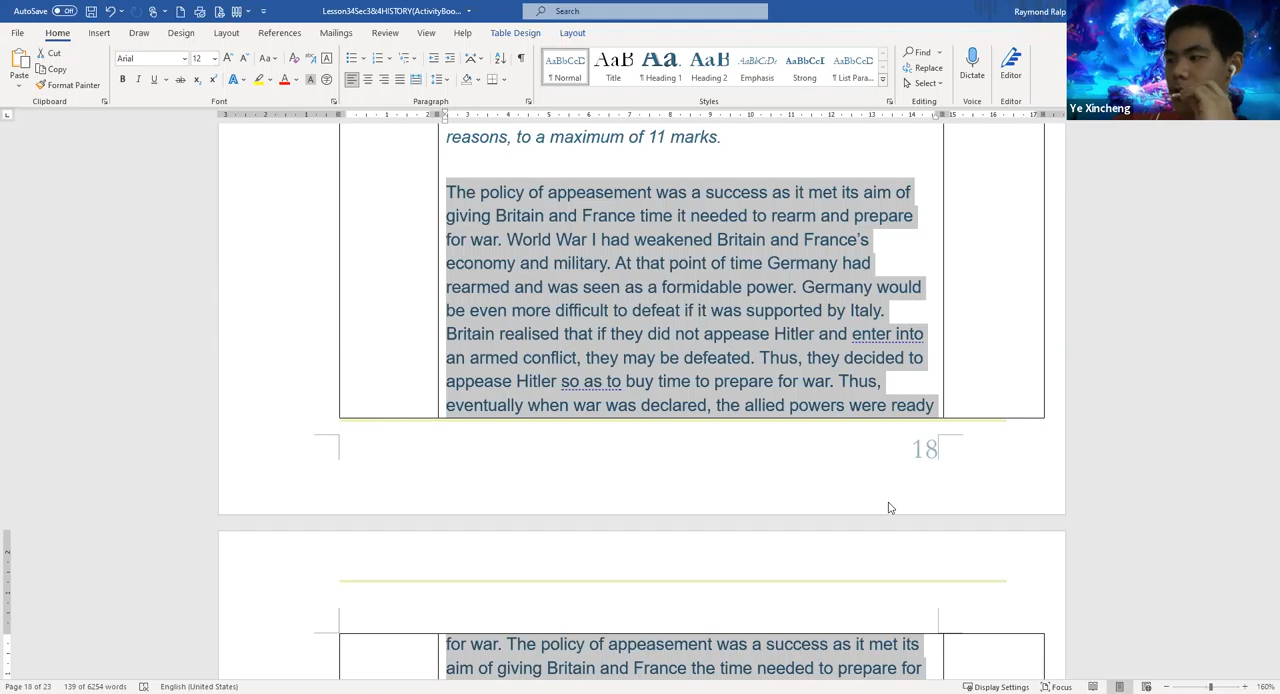 AutoSave Off
Lesson34Sec3&4HISTORY(ActivityBoo...
Search
Raymond Ralp
File Home Insert Draw Design Layout References Mailings Review View Help Table Design Layout
Paste
Cut
Copy
Format Painter
Clipboard
Arial 12
Font
Paragraph
AaBbCcDd AaB Aa. AaBbC AaBbCcDd AaBbCcI AaBbCcDd
¶ Normal Title ¶ Heading 1 Heading 2 Emphasis Strong ¶ List Para...
Styles
Find
Replace
Select
Editing
Dictate
Voice
Editor
Editor
Ye Xincheng
reasons, to a maximum of 11 marks.
The policy of appeasement was a success as it met its aim of
giving Britain and France time it needed to rearm and prepare
for war. World War I had weakened Britain and France’s
economy and military. At that point of time Germany had
rearmed and was seen as a formidable power. Germany would
be even more difficult to defeat if it was supported by Italy.
Britain realised that if they did not appease Hitler and enter into
an armed conflict, they may be defeated. Thus, they decided to
appease Hitler so as to buy time to prepare for war. Thus,
eventually when war was declared, the allied powers were ready
18
for war. The policy of appeasement was a success as it met its
aim of giving Britain and France the time needed to prepare for
Page 18 of 23 139 of 6254 words English (United States) Display Settings Focus 160%